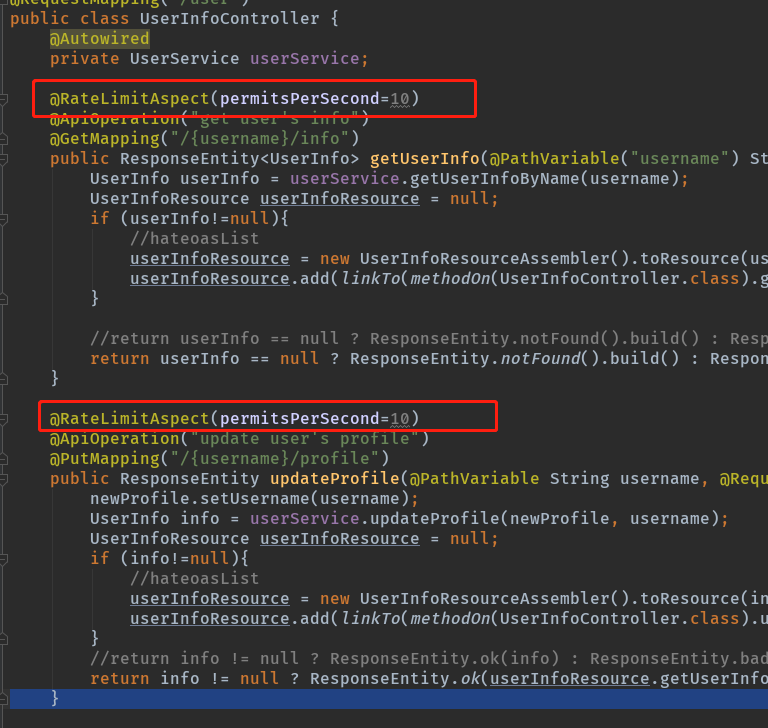 @RequestMapping("/user")
public class UserInfoController {
@Autowired
private UserService userService;
@RateLimitAspect(permitsPerSecond=10)
@ApiOperation("get user's info")
@GetMapping("/{username}/info")
public ResponseEntity<UserInfo> getUserInfo(@PathVariable("username") St
UserInfo userInfo = userService.getUserInfoByName(username);
UserInfoResource userInfoResource = null;
if (userInfo!=null){
//hateoasList
userInfoResource = new UserInfoResourceAssembler().toResource(us
userInfoResource.add(linkTo(methodOn(UserInfoController.class).g
}
//return userInfo == null ? ResponseEntity.notFound().build() : Resp
return userInfo == null ? ResponseEntity.notFound().build() : Respon
}
@RateLimitAspect(permitsPerSecond=10)
@ApiOperation("update user's profile")
@PutMapping("/{username}/profile")
public ResponseEntity updateProfile(@PathVariable String username, @Requ
newProfile.setUsername(username);
UserInfo info = userService.updateProfile(newProfile, username);
UserInfoResource userInfoResource = null;
if (info!=null){
//hateoasList
userInfoResource = new UserInfoResourceAssembler().toResource(in
userInfoResource.add(linkTo(methodOn(UserInfoController.class).u
}
//return info != null ? ResponseEntity.ok(info) : ResponseEntity.bad
return info != null ? ResponseEntity.ok(userInfoResource.getUserInfo
}